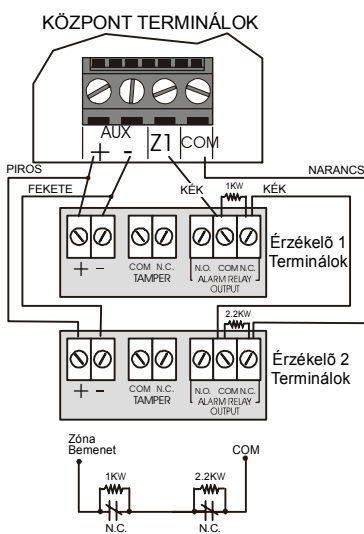 KÖZPONT TERMINÁLOK
AUX
+ - Z1 COM
PIROS
NARANCS
FEKETE
KÉK
1KW
KÉK
Érzékelõ 1
Terminálok
+ -
COM N.C.
TAMPER
N.O. COM N.C.
ALARM RELAY
OUTPUT
2.2KW
Érzékelõ 2
Terminálok
+ -
COM N.C.
TAMPER
N.O. COM N.C.
ALARM RELAY
OUTPUT
Zóna
Bemenet
COM
1KW
2.2KW
N.C.
N.C.